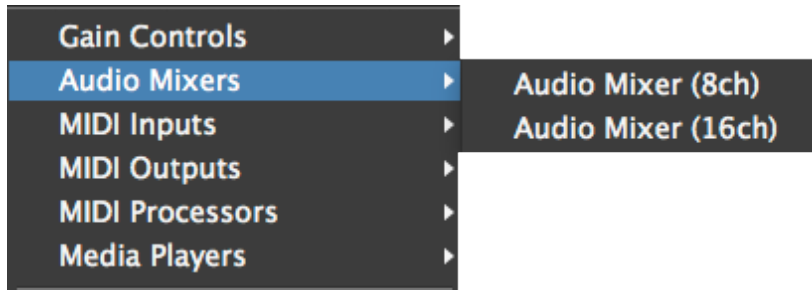 Gain Controls
Audio Mixers
MIDI Inputs
MIDI Outputs
MIDI Processors
Media Players
Audio Mixer (8ch)
Audio Mixer (16ch)